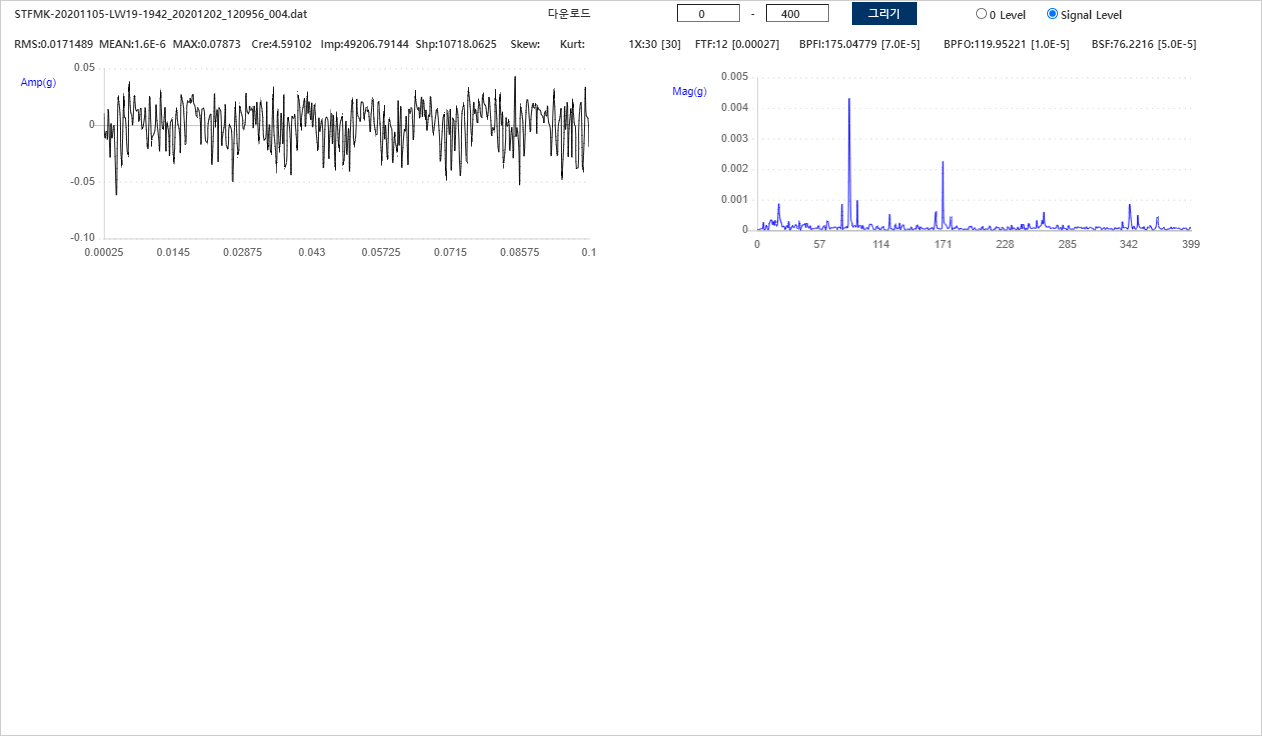 STFMK-20201105-LW19-1942_20201202_120956_004.dat 다운로드 0 - 400 그리기 0 Level Signal Level
RMS:0.0171489 MEAN:1.6E-6 MAX:0.07873 Cre:4.59102 Imp:49206.79144 Shp:10718.0625 Skew: Kurt: 1X:30 [30] FTF:12 [0.00027] BPFI:175.04779 [7.0E-5] BPFO:119.95221 [1.0E-5] BSF:76.2216 [5.0E-5]
Amp(g)
0.05
0
-0.05
-0.10
0.00025 0.0145 0.02875 0.043 0.05725 0.0715 0.08575 0.1
Mag(g)
0.005
0.004
0.003
0.002
0.001
0
0 57 114 171 228 285 342 399